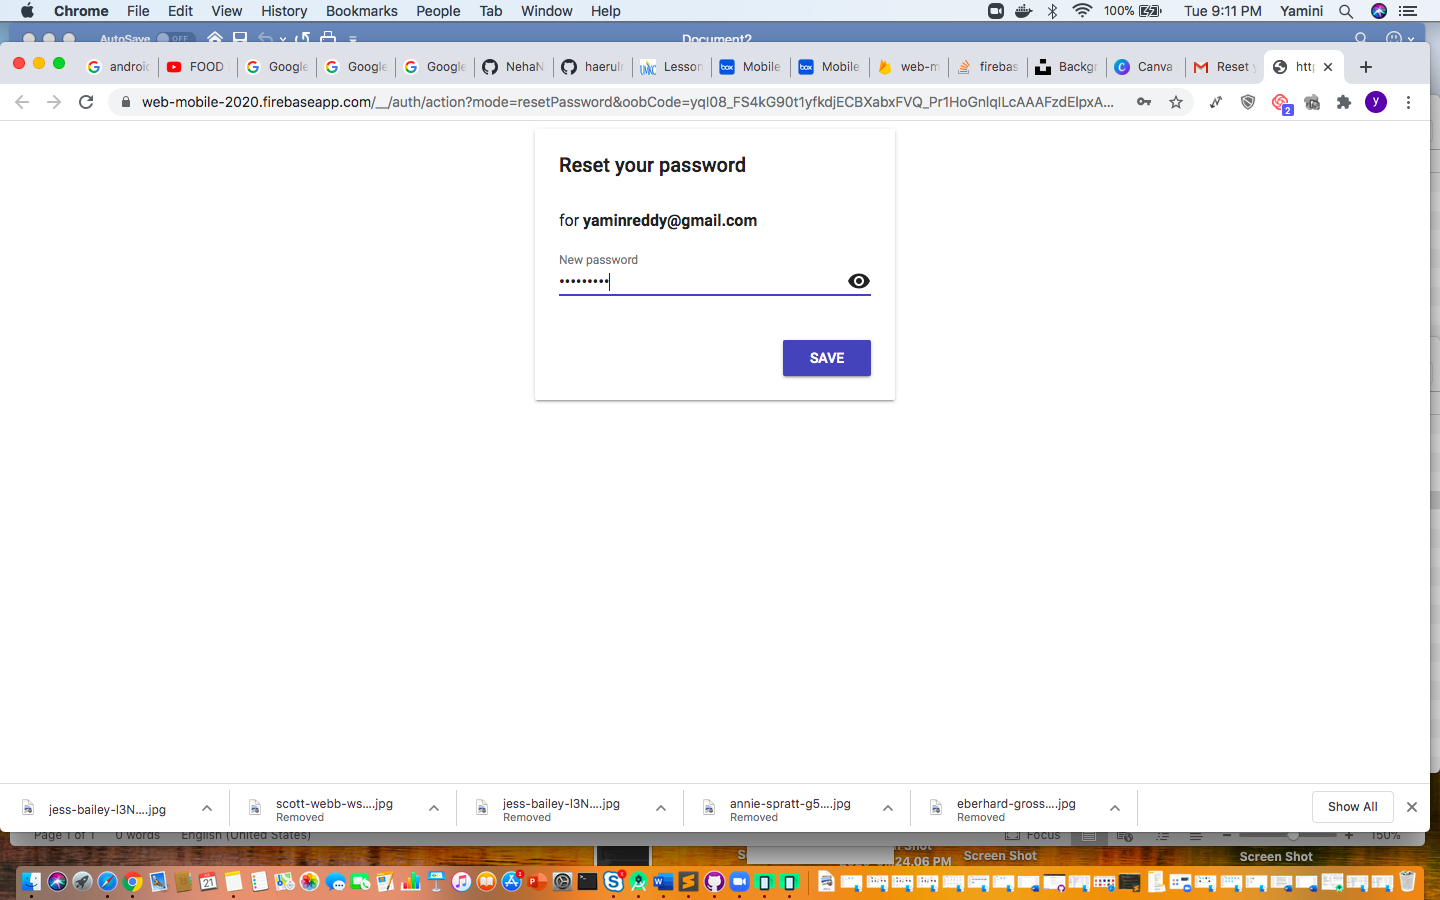 Chrome File Edit View History Bookmarks People Tab Window Help 100% Tue 9:11 PM Yamini
AutoSave OFF Document2
androi FOOD Google Google Google NehaN haerulr Lesson Mobile Mobile web-m firebas Backgr Canva Reset htt
web-mobile-2020.firebaseapp.com/__/auth/action?mode=resetPassword&oobCode=yqI08_FS4kG90t1yfkdjECBXabxFVQ_Pr1HoGnlqILcAAAFzdElpxA... 2 y
Reset your password
for yaminreddy@gmail.com
New password
•••••••••
SAVE
jess-bailey-l3N....jpg
scott-webb-ws....jpg
Removed
jess-bailey-l3N....jpg
Removed
annie-spratt-g5....jpg
Removed
eberhard-gross....jpg
Removed
Show All
Page 1 of 1 0 words English (United States) Focus 150%
Screen Shot
Screen Shot